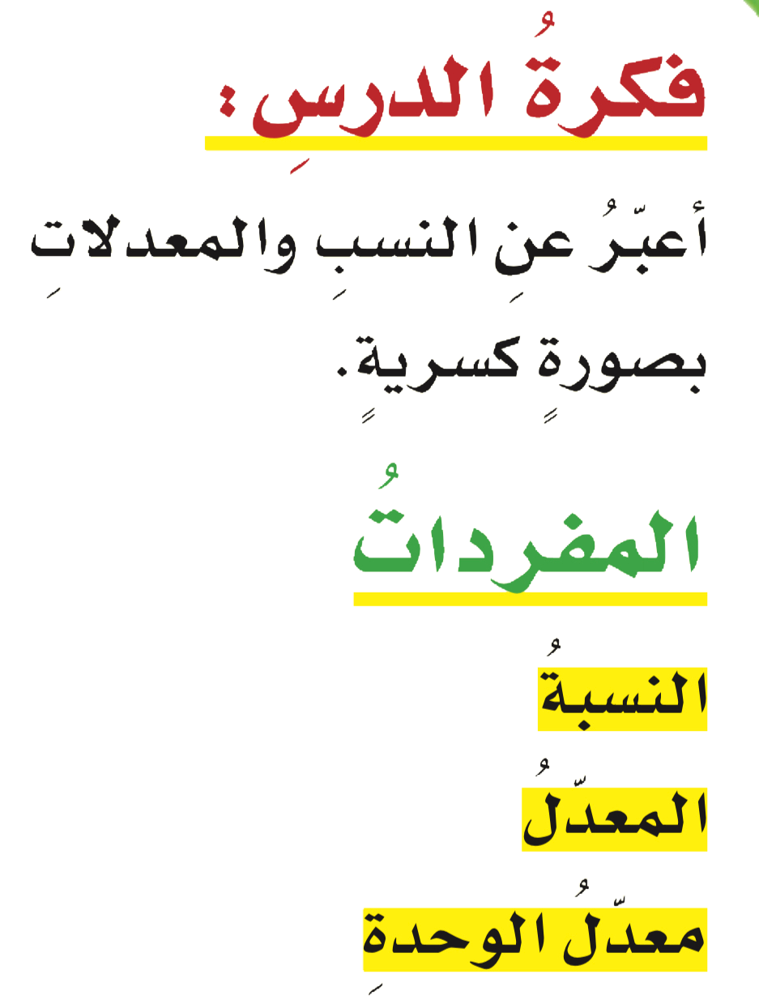 فكرةُ الدرسِ:
أعبّرُ عنِ النسبِ والمعدلاتِ
بصورةٍ كسريةٍ.
المفرداتُ
النسبةُ
المعدّلُ
معدّلُ الوحدةِ